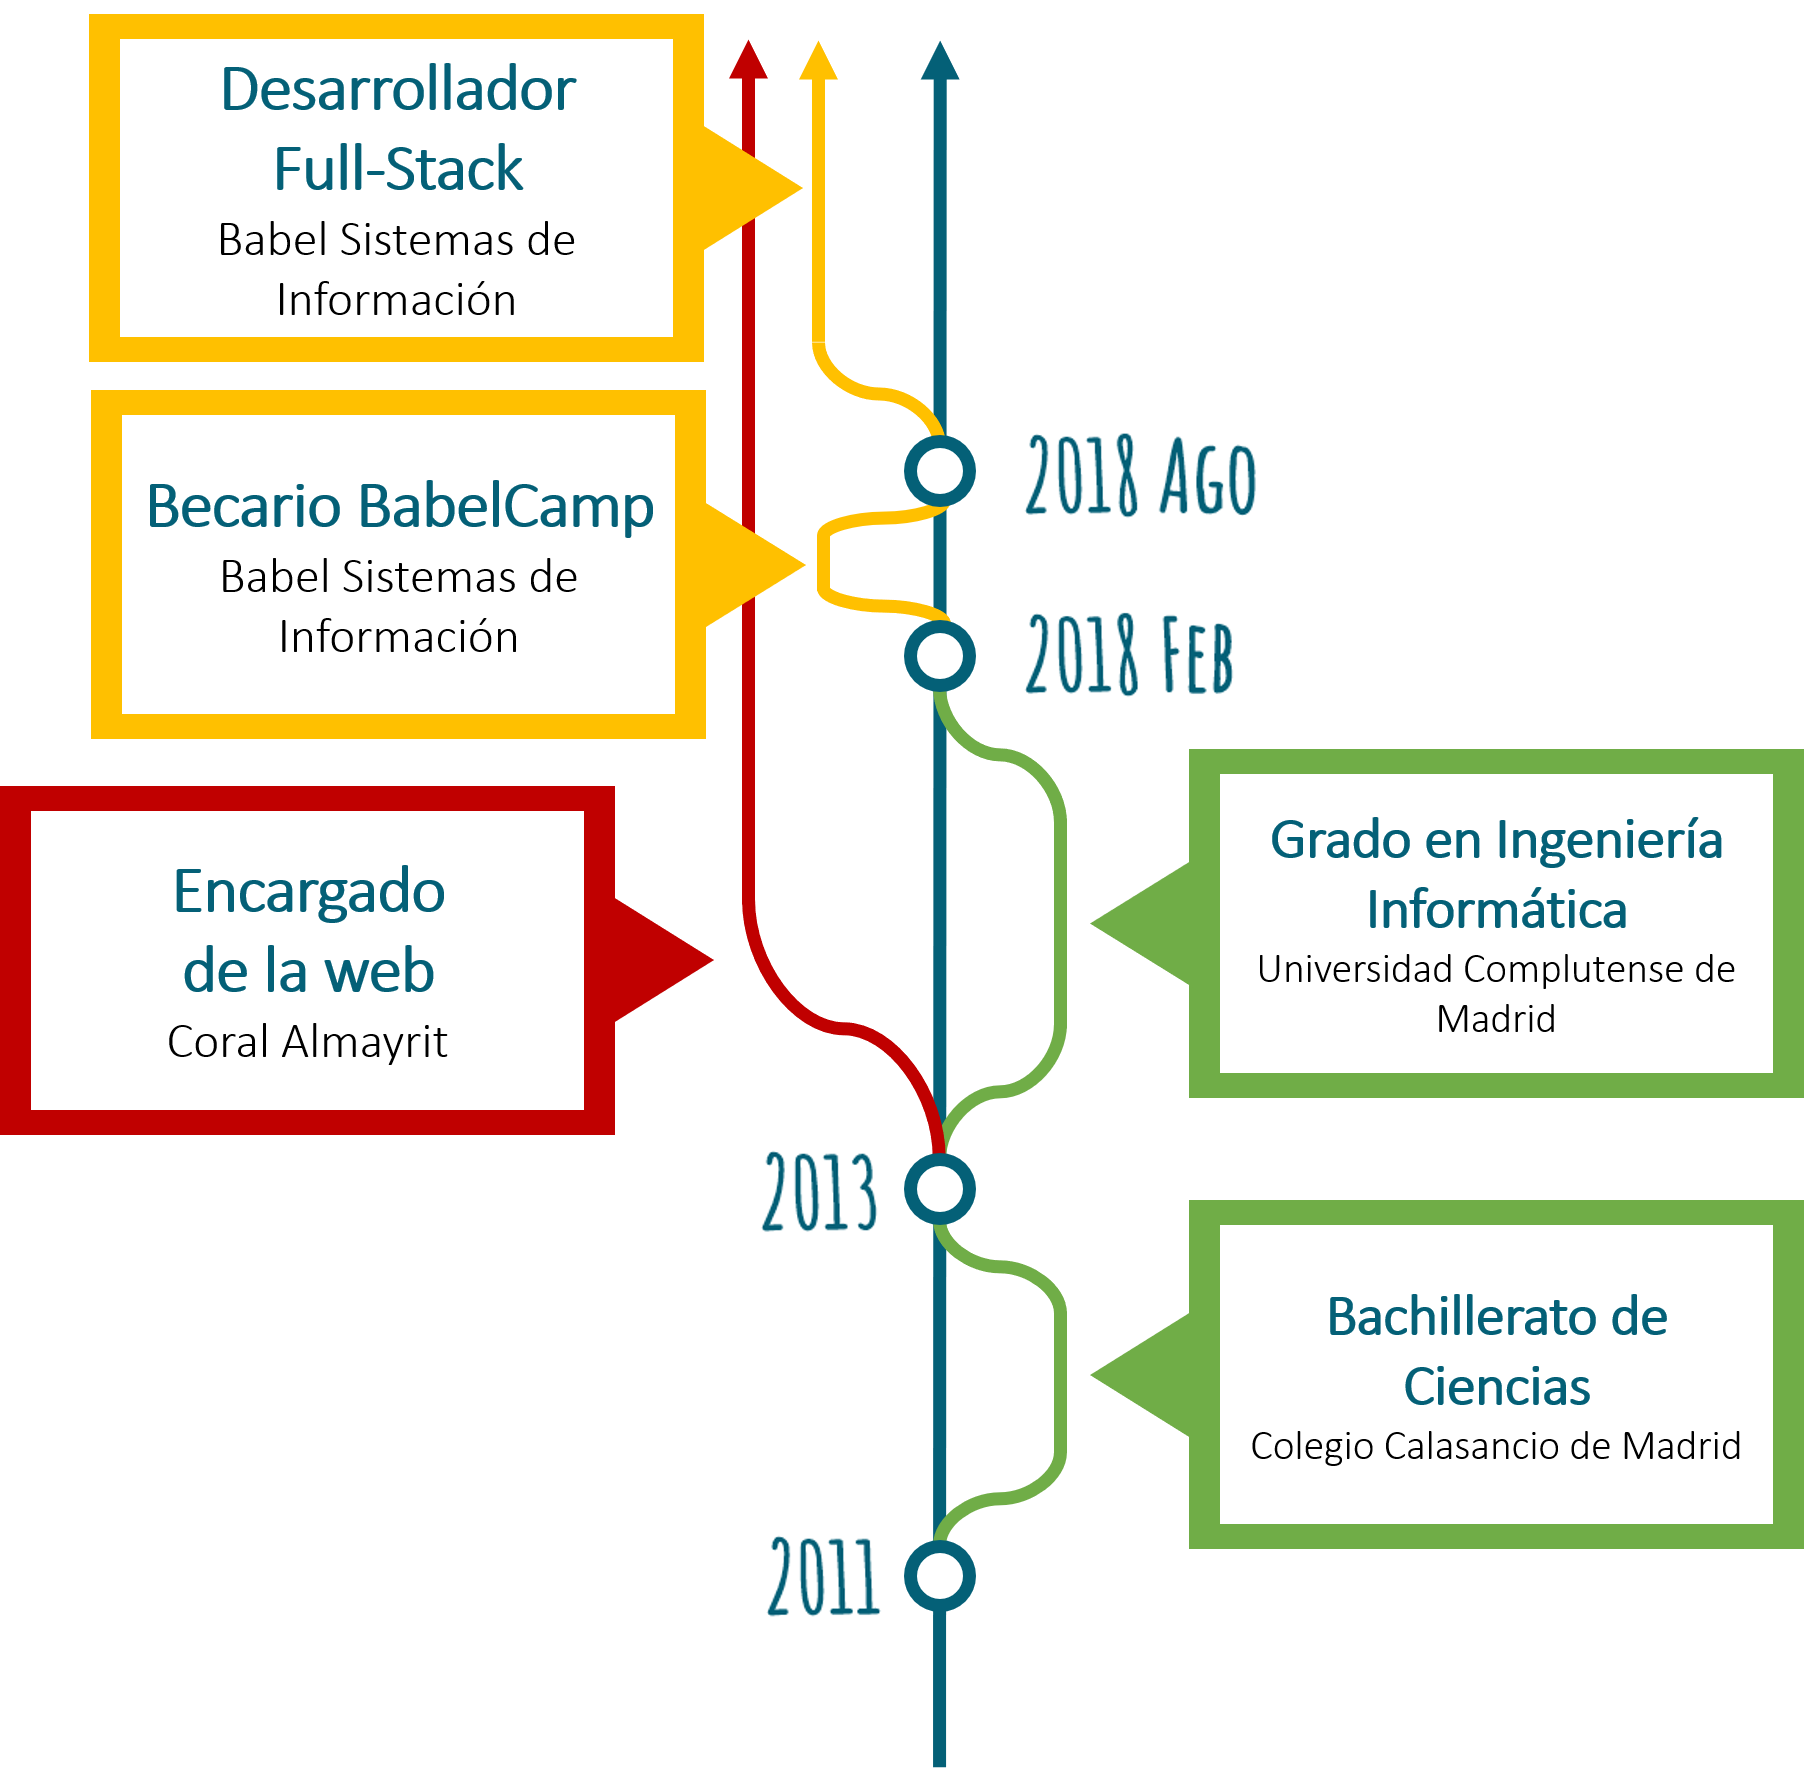 Desarrollador
Full-Stack
Babel Sistemas de
Información
2018 Ago
Becario BabelCamp
Babel Sistemas de
Información
2018 Feb
Grado en Ingeniería
Informática
Universidad Complutense de
Madrid
Encargado
de la web
Coral Almayrit
2013
Bachillerato de
Ciencias
Colegio Calasancio de Madrid
2011